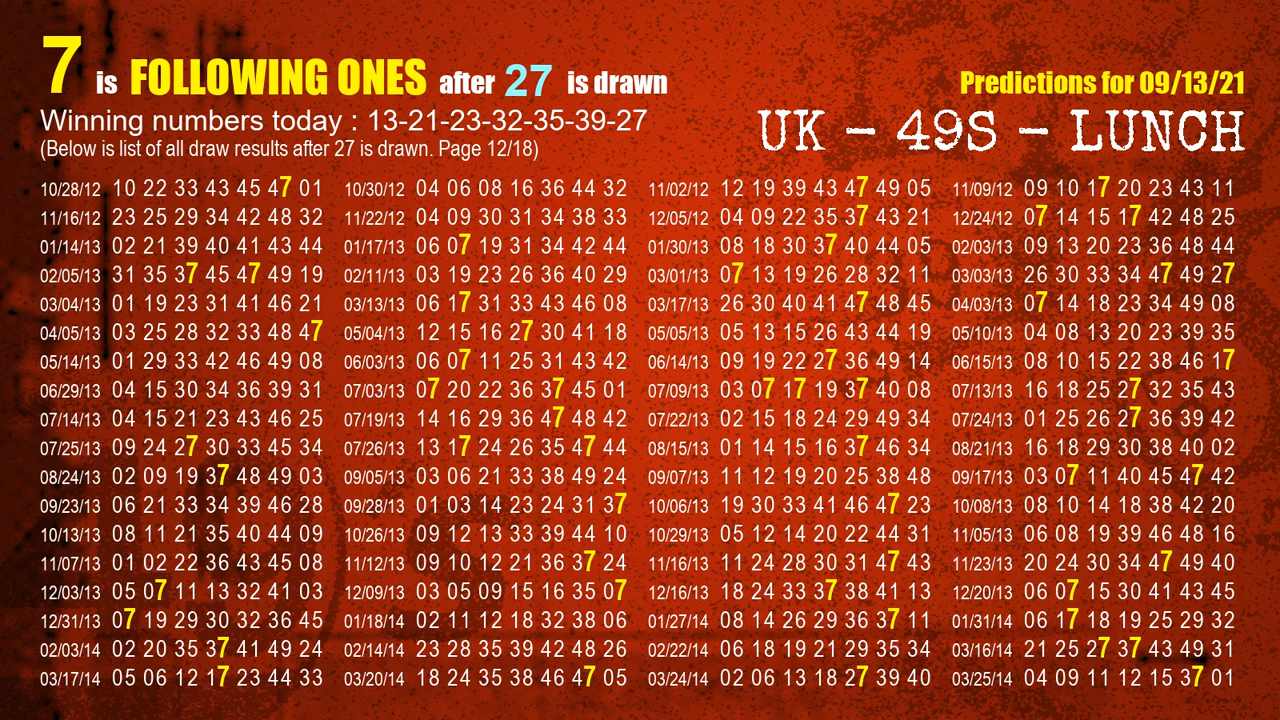 7 is FOLLOWING ONES after 27 is drawn
Predictions for 09/13/21
Winning numbers today : 13-21-23-32-35-39-27
UK - 49S - LUNCH
(Below is list of all draw results after 27 is drawn. Page 12/18)
10/28/12 10 22 33 43 45 47 01 10/30/12 04 06 08 16 36 44 32 11/02/12 12 19 39 43 47 49 05 11/09/12 09 10 17 20 23 43 11
11/16/12 23 25 29 34 42 48 32 11/22/12 04 09 30 31 34 38 33 12/05/12 04 09 22 35 37 43 21 12/24/12 07 14 15 17 42 48 25
01/14/13 02 21 39 40 41 43 44 01/17/13 06 07 19 31 34 42 44 01/30/13 08 18 30 37 40 44 05 02/03/13 09 13 20 23 36 48 44
02/05/13 31 35 37 45 47 49 19 02/11/13 03 19 23 26 36 40 29 03/01/13 07 13 19 26 28 32 11 03/03/13 26 30 33 34 47 49 27
03/04/13 01 19 23 31 41 46 21 03/13/13 06 17 31 33 43 46 08 03/17/13 26 30 40 41 47 48 45 04/03/13 07 14 18 23 34 49 08
04/05/13 03 25 28 32 33 48 47 05/04/13 12 15 16 27 30 41 18 05/05/13 05 13 15 26 43 44 19 05/10/13 04 08 13 20 23 39 35
05/14/13 01 29 33 42 46 49 08 06/03/13 06 07 11 25 31 43 42 06/14/13 09 19 22 27 36 49 14 06/15/13 08 10 15 22 38 46 17
06/29/13 04 15 30 34 36 39 31 07/03/13 07 20 22 36 37 45 01 07/09/13 03 07 17 19 37 40 08 07/13/13 16 18 25 27 32 35 43
07/14/13 04 15 21 23 43 46 25 07/19/13 14 16 29 36 47 48 42 07/22/13 02 15 18 24 29 49 34 07/24/13 01 25 26 27 36 39 42
07/25/13 09 24 27 30 33 45 34 07/26/13 13 17 24 26 35 47 44 08/15/13 01 14 15 16 37 46 34 08/21/13 16 18 29 30 38 40 02
08/24/13 02 09 19 37 48 49 03 09/05/13 03 06 21 33 38 49 24 09/07/13 11 12 19 20 25 38 48 09/17/13 03 07 11 40 45 47 42
09/23/13 06 21 33 34 39 46 28 09/28/13 01 03 14 23 24 31 37 10/06/13 19 30 33 41 46 47 23 10/08/13 08 10 14 18 38 42 20
10/13/13 08 11 21 35 40 44 09 10/26/13 09 12 13 33 39 44 10 10/29/13 05 12 14 20 22 44 31 11/05/13 06 08 19 39 46 48 16
11/07/13 01 02 22 36 43 45 08 11/12/13 09 10 12 21 36 37 24 11/16/13 11 24 28 30 31 47 43 11/23/13 20 24 30 34 47 49 40
12/03/13 05 07 11 13 32 41 03 12/09/13 03 05 09 15 16 35 07 12/16/13 18 24 33 37 38 41 13 12/20/13 06 07 15 30 41 43 45
12/31/13 07 19 29 30 32 36 45 01/18/14 02 11 12 18 32 38 06 01/27/14 08 14 26 28 36 37 11 01/31/14 06 17 18 19 25 29 32
02/03/14 02 20 35 37 41 49 24 02/14/14 23 28 35 39 42 48 26 02/22/14 06 18 19 21 29 35 34 03/16/14 21 25 27 37 43 49 31
03/17/14 05 06 12 17 23 44 33 03/20/14 18 24 35 38 46 47 05 03/24/14 02 06 13 18 27 39 40 03/25/14 04 09 11 12 15 37 01